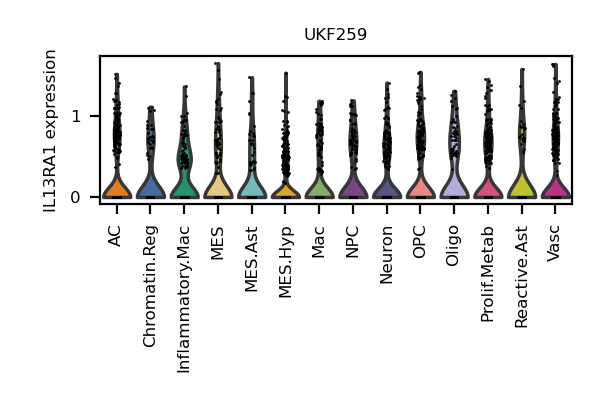 UKF259
IL13RA1 expression
1
0
AC
Chromatin.Reg
Inflammatory.Mac
MES
MES.Ast
MES.Hyp
Mac
NPC
Neuron
OPC
Oligo
Prolif.Metab
Reactive.Ast
Vasc